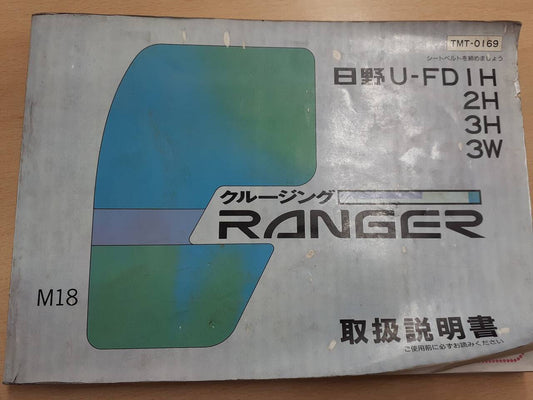 TMT-0169
シートベルトを締めましょう
日野U-FD1H
2H
3H
3W
クルージング
RANGER
M18
取扱説明書
ご使用前に必ずお読みください